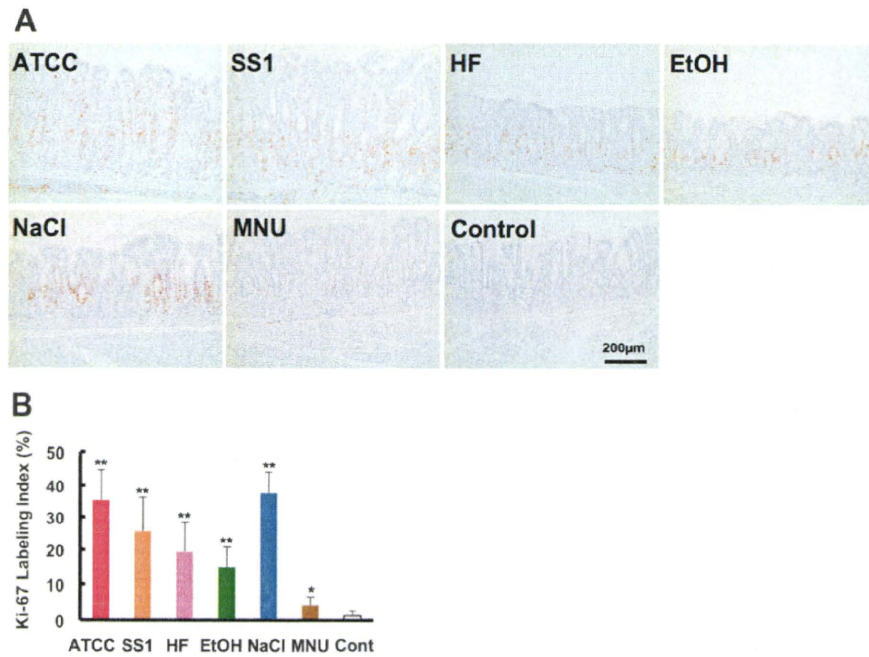 A
ATCC
SS1
HF
EtOH
NaCl
MNU
Control
200μm
B
Ki-67 Labeling Index (%)
50
40
30
20
10
0
**
**
**
**
**
*
ATCC SS1 HF EtOH NaCl MNU Cont